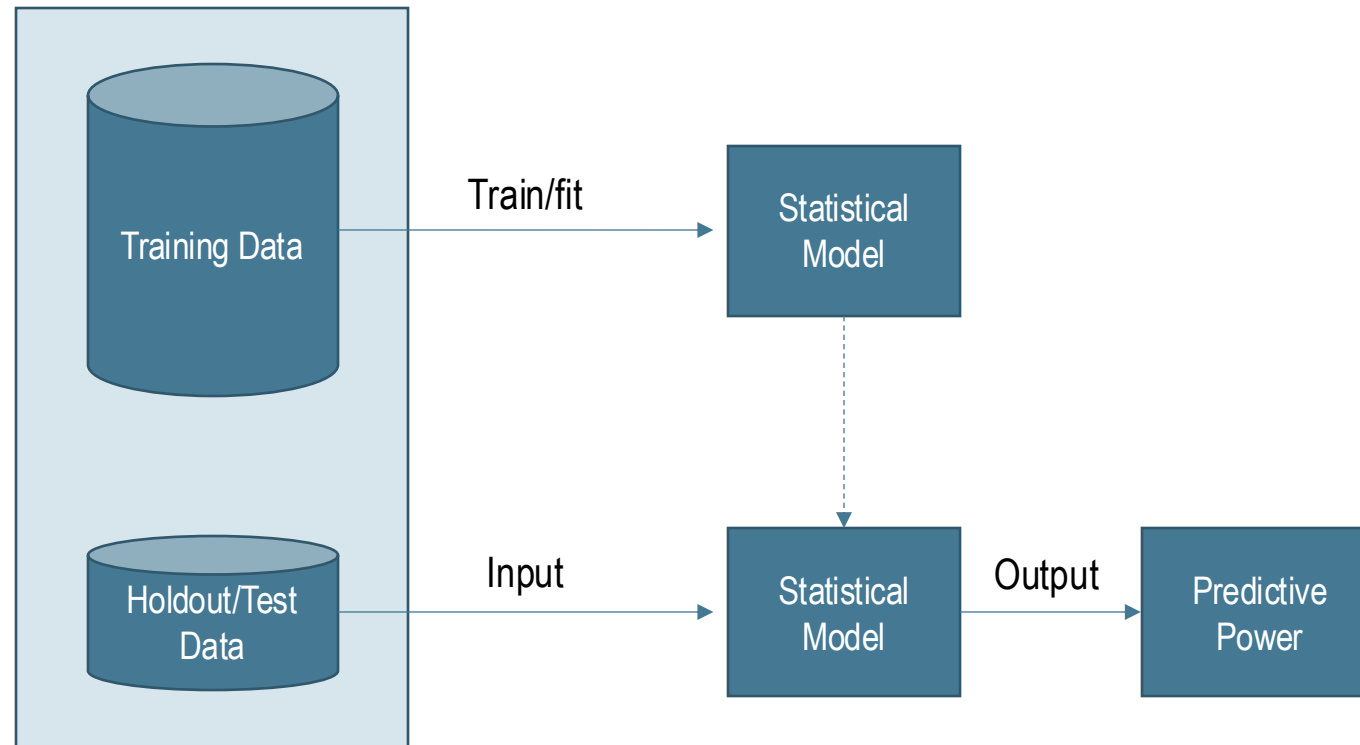 Training Data
Train/fit
Statistical
Model
Holdout/Test
Data
Input
Statistical
Model
Output
Predictive
Power